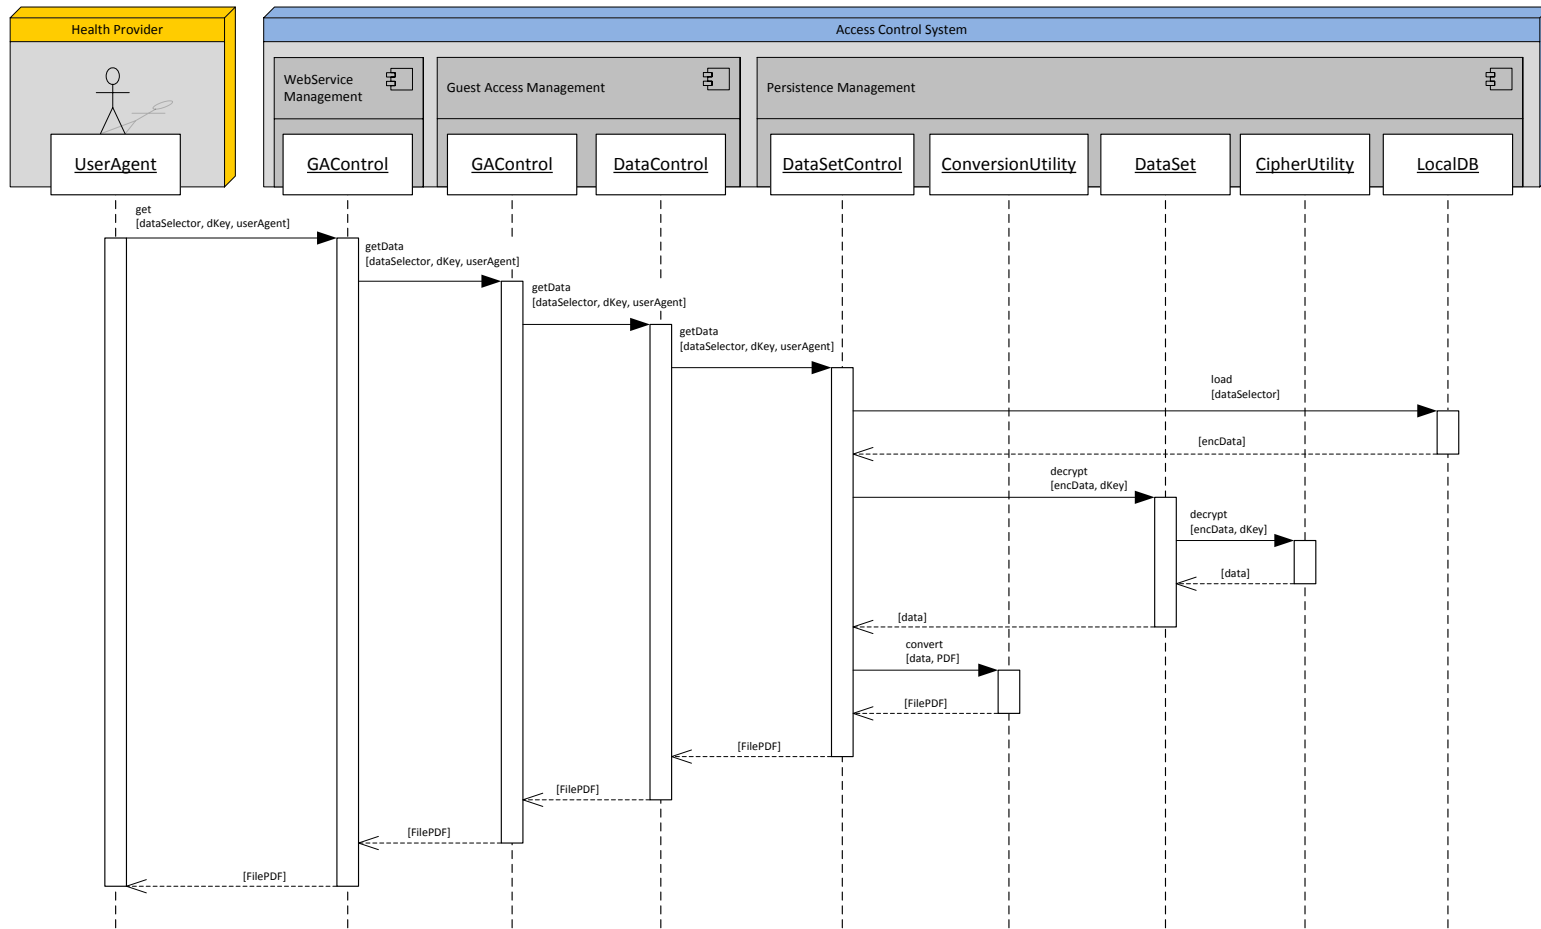 Health Provider
Access Control System
WebService
Management
Guest Access Management
Persistence Management
UserAgent
GAControl
GAControl
DataControl
DataSetControl
ConversionUtility
DataSet
CipherUtility
LocalDB
get
[dataSelector, dKey, userAgent]
getData
[dataSelector, dKey, userAgent]
getData
[dataSelector, dKey, userAgent]
getData
[dataSelector, dKey, userAgent]
load
[dataSelector]
[encData]
decrypt
[encData, dKey]
decrypt
[encData, dKey]
[data]
[data]
convert
[data, PDF]
[FilePDF]
[FilePDF]
[FilePDF]
[FilePDF]
[FilePDF]